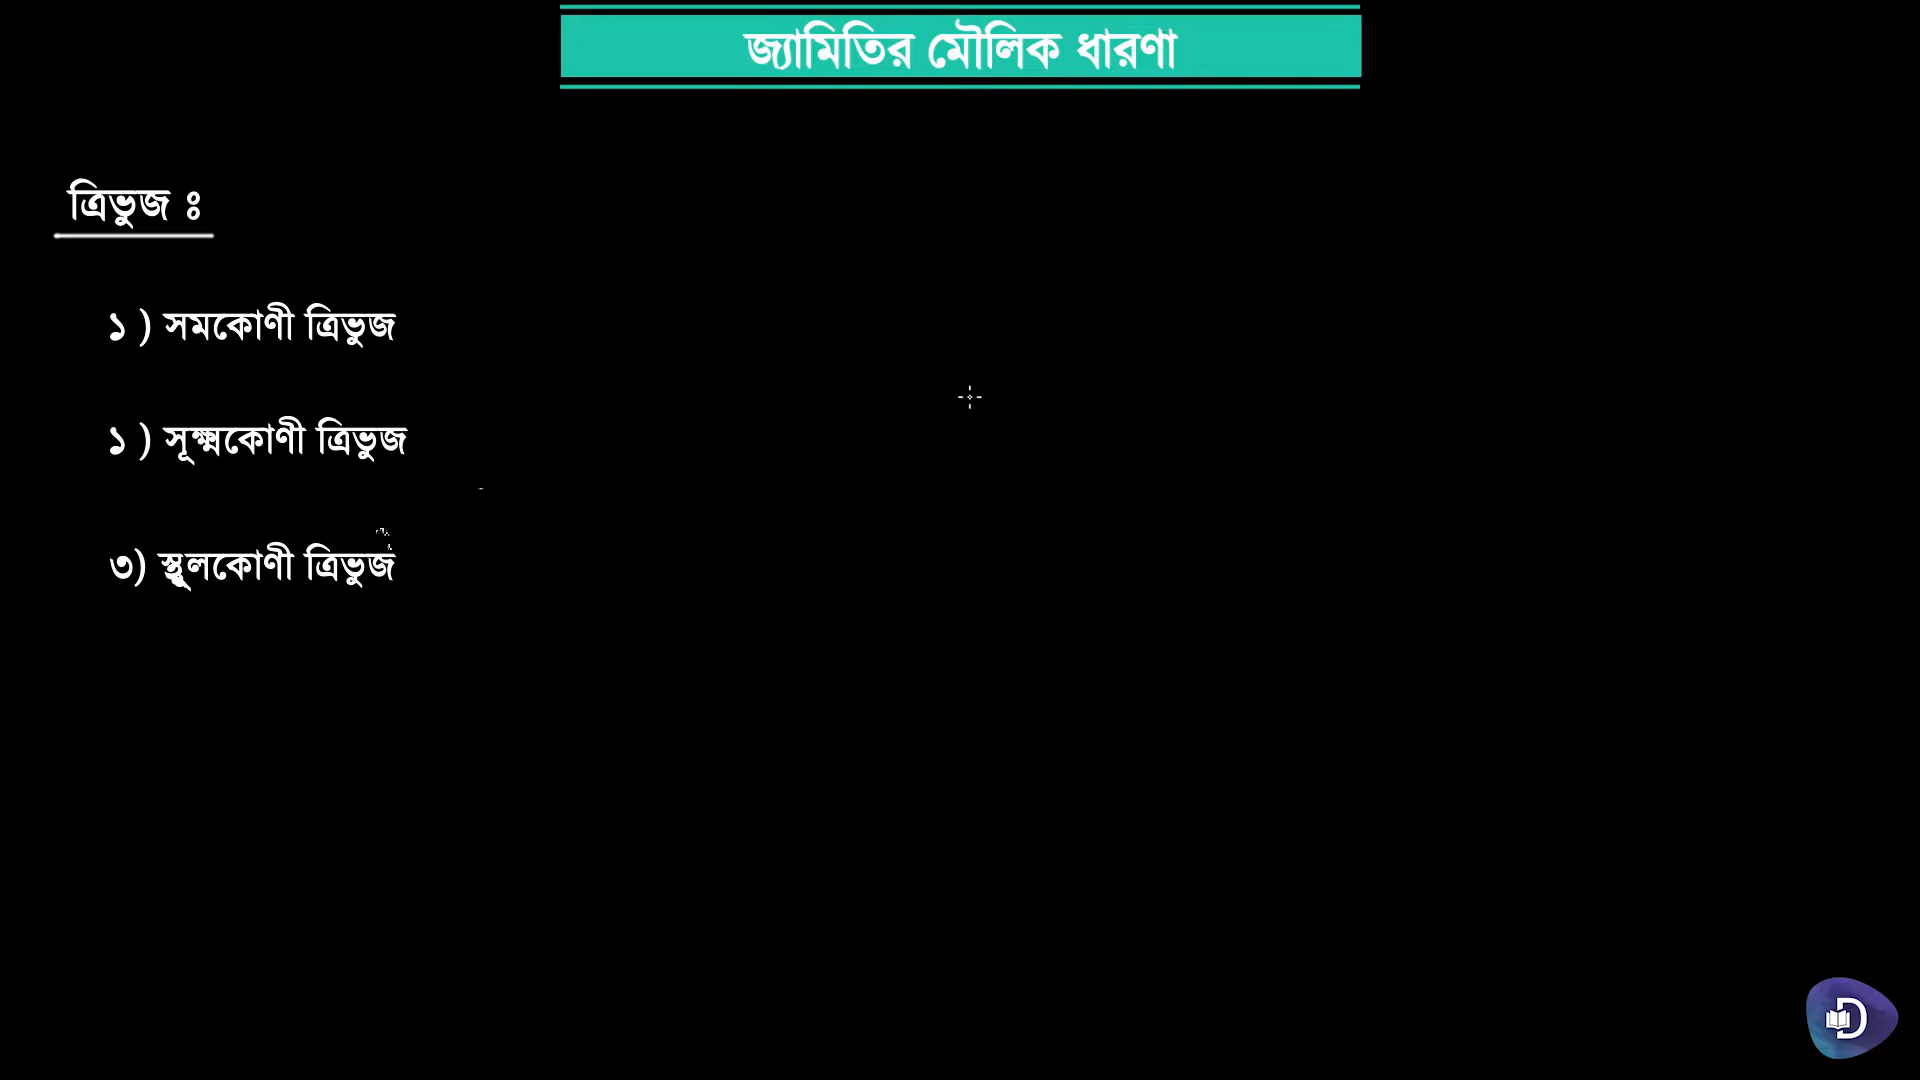 জ্যামিতির মৌলিক ধারণা
ত্রিভুজ ঃ
১ ) সমকোণী ত্রিভুজ
১ ) সূক্ষ্মকোণী ত্রিভুজ
৩) স্থুলকোণী ত্রিভুজ
D